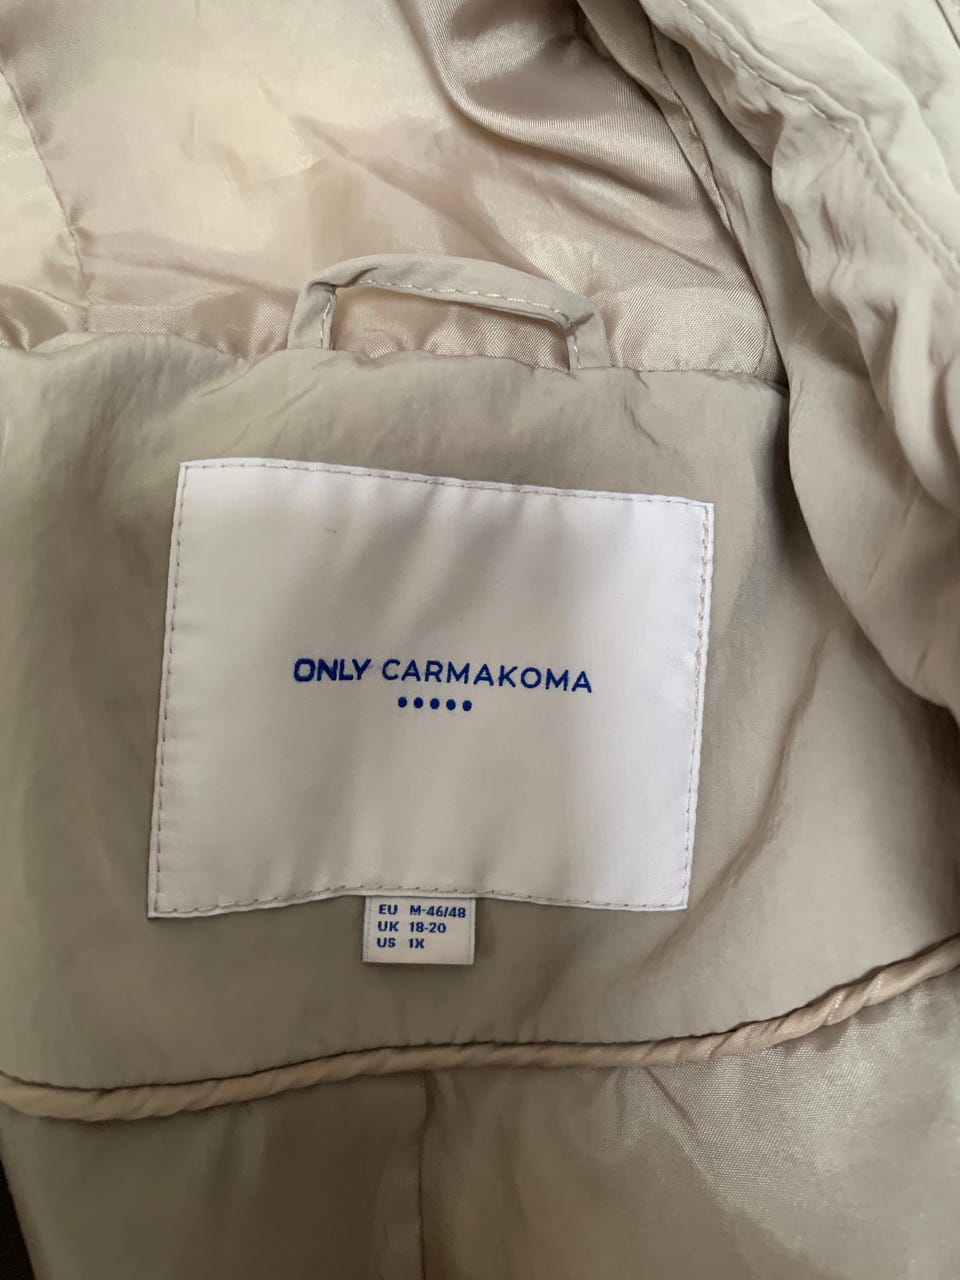 ONLY CARMAKOMA
EU M-46/48
UK 18-20
US 1X